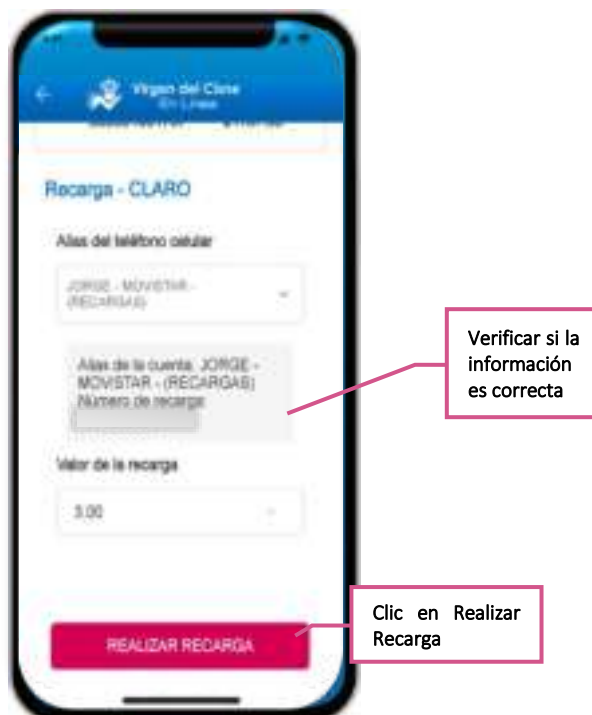 Virgen del Cisne
En Línea
Recarga - CLARO
Alias del teléfono celular
JORGE - MOVISTAR -
(RECARGAS)
Alias de la cuenta: JORGE -
MOVISTAR - (RECARGAS)
Número de recarga:
Valor de la recarga
3.00
REALIZAR RECARGA
Verificar si la
información
es correcta
Clic en Realizar
Recarga